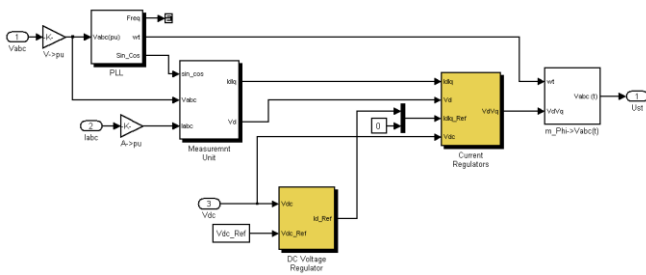 Freq
1
Vabc
-K-
V->pu
Vabc(pu)
wt
Sin_Cos
PLL
sin_cos
Vabc
Iabc
Idq
Vd
Measuremnt
Unit
2
Iabc
-K-
A->pu
0
Idq
Vd
Idq_Ref
Vdc
VdVq
Current
Regulators
wt
VdVq
Vabc (t)
m_Phi->Vabc(t)
1
Ust
3
Vdc
Vdc_Ref
Vdc
Vdc_Ref
Id_Ref
DC Voltage
Regulator